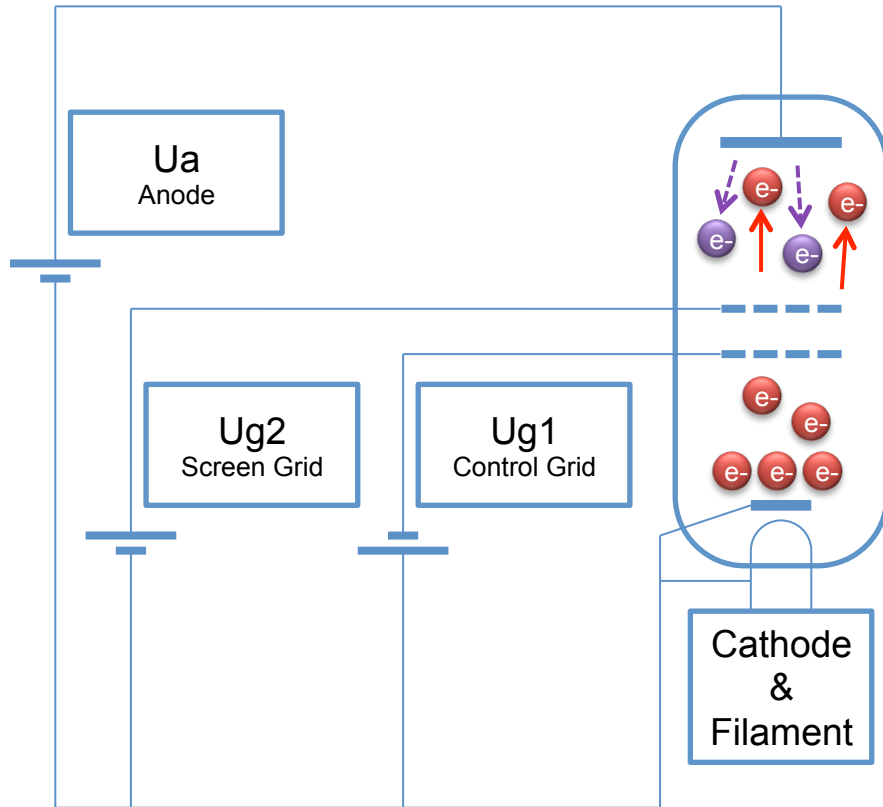 Ua
Anode
e-
e-
e-
e-
Ug2
Screen Grid
Ug1
Control Grid
e-
e-
e-
e-
e-
Cathode
&
Filament